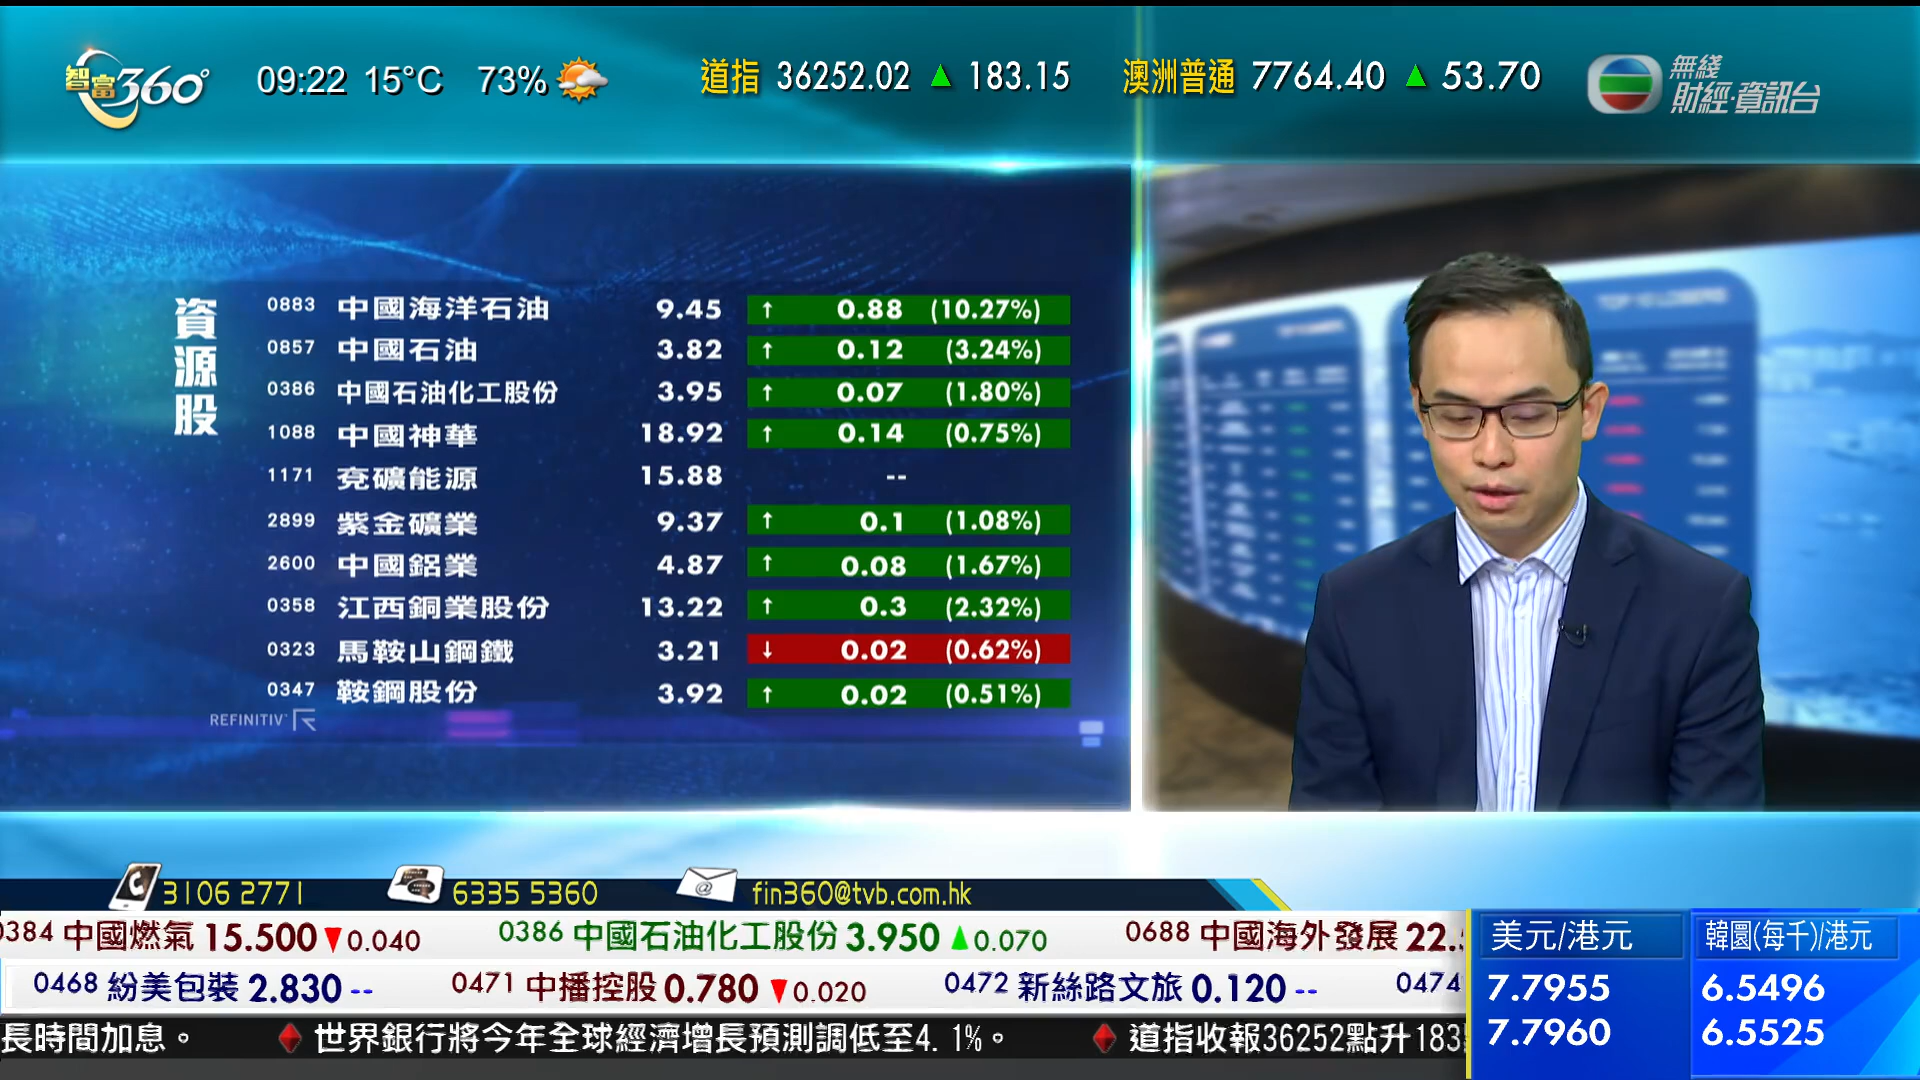 智富360°
09:22 15°C 73%
道指 36252.02 ▲ 183.15
澳洲普通 7764.40 ▲ 53.70
無綫
財經·資訊台
資源股
0883 中國海洋石油 9.45 ↑ 0.88 (10.27%)
0857 中國石油 3.82 ↑ 0.12 (3.24%)
0386 中國石油化工股份 3.95 ↑ 0.07 (1.80%)
1088 中國神華 18.92 ↑ 0.14 (0.75%)
1171 兗礦能源 15.88 --
2899 紫金礦業 9.37 ↑ 0.1 (1.08%)
2600 中國鋁業 4.87 ↑ 0.08 (1.67%)
0358 江西銅業股份 13.22 ↑ 0.3 (2.32%)
0323 馬鞍山鋼鐵 3.21 ↓ 0.02 (0.62%)
0347 鞍鋼股份 3.92 ↑ 0.02 (0.51%)
REFINITIV
TOP 10 LOSERS
3106 2771 6335 5360 fin360@tvb.com.hk
0384 中國燃氣 15.500 ▼ 0.040 0386 中國石油化工股份 3.950 ▲ 0.070 0688 中國海外發展 22.
0468 紛美包裝 2.830 -- 0471 中播控股 0.780 ▼ 0.020 0472 新絲路文旅 0.120 -- 0474
長時間加息。 ◆ 世界銀行將今年全球經濟增長預測調低至4.1%。 ◆ 道指收報36252點升183
美元/港元
7.7955
7.7960
韓圜(每千)/港元
6.5496
6.5525